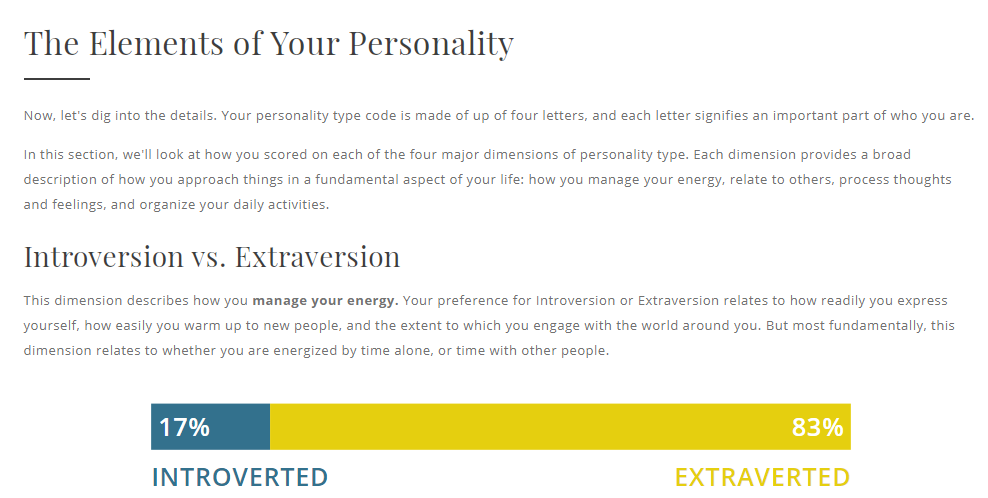 The Elements of Your Personality
Now, let's dig into the details. Your personality type code is made of up of four letters, and each letter signifies an important part of who you are.
In this section, we'll look at how you scored on each of the four major dimensions of personality type. Each dimension provides a broad
description of how you approach things in a fundamental aspect of your life: how you manage your energy, relate to others, process thoughts
and feelings, and organize your daily activities.
Introversion vs. Extraversion
This dimension describes how you manage your energy. Your preference for Introversion or Extraversion relates to how readily you express
yourself, how easily you warm up to new people, and the extent to which you engage with the world around you. But most fundamentally, this
dimension relates to whether you are energized by time alone, or time with other people.
17% 83%
INTROVERTED EXTRAVERTED